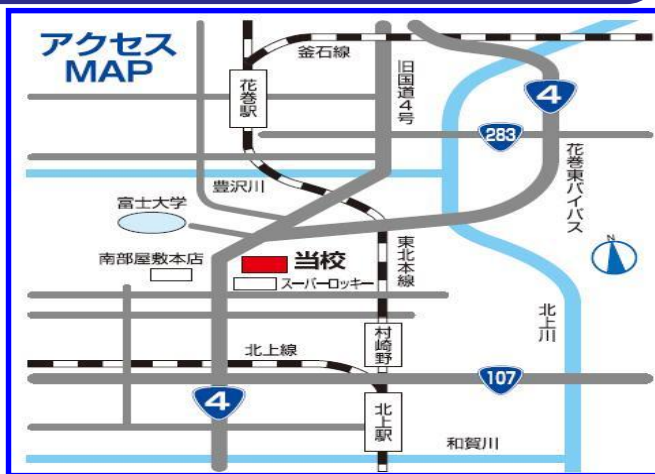 アクセス
MAP
釜石線
花巻駅
旧国道4号
4
283
花巻東バイパス
豊沢川
富士大学
南部屋敷本店
当校
スーパーロッキー
東北本線
N
北上川
村崎野
北上線
107
4
北上駅
和賀川